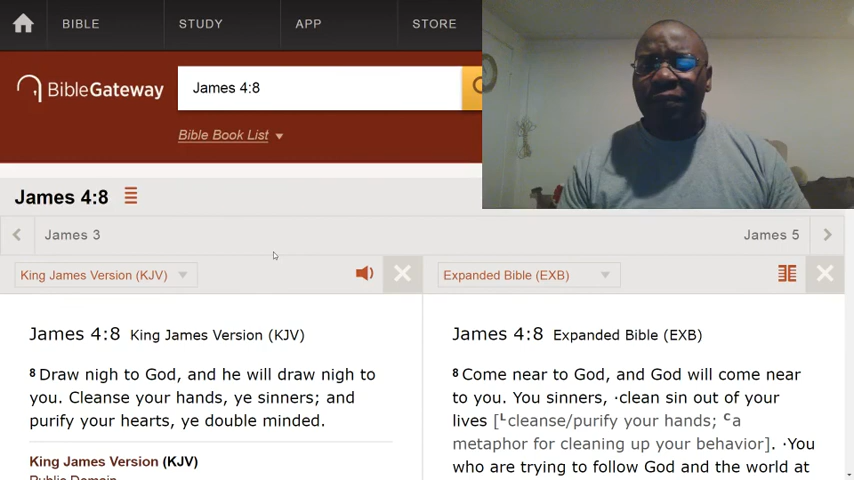 BIBLE
STUDY
APP
STORE
BibleGateway
James 4:8
Bible Book List
James 4:8
James 3
James 5
King James Version (KJV)
Expanded Bible (EXB)
James 4:8 King James Version (KJV)
8 Draw nigh to God, and he will draw nigh to
you. Cleanse your hands, ye sinners; and
purify your hearts, ye double minded.
King James Version (KJV)
Public Domain
James 4:8 Expanded Bible (EXB)
8 Come near to God, and God will come near
to you. You sinners, ·clean sin out of your
lives [Lcleanse/purify your hands; Ca
metaphor for cleaning up your behavior]. ·You
who are trying to follow God and the world at